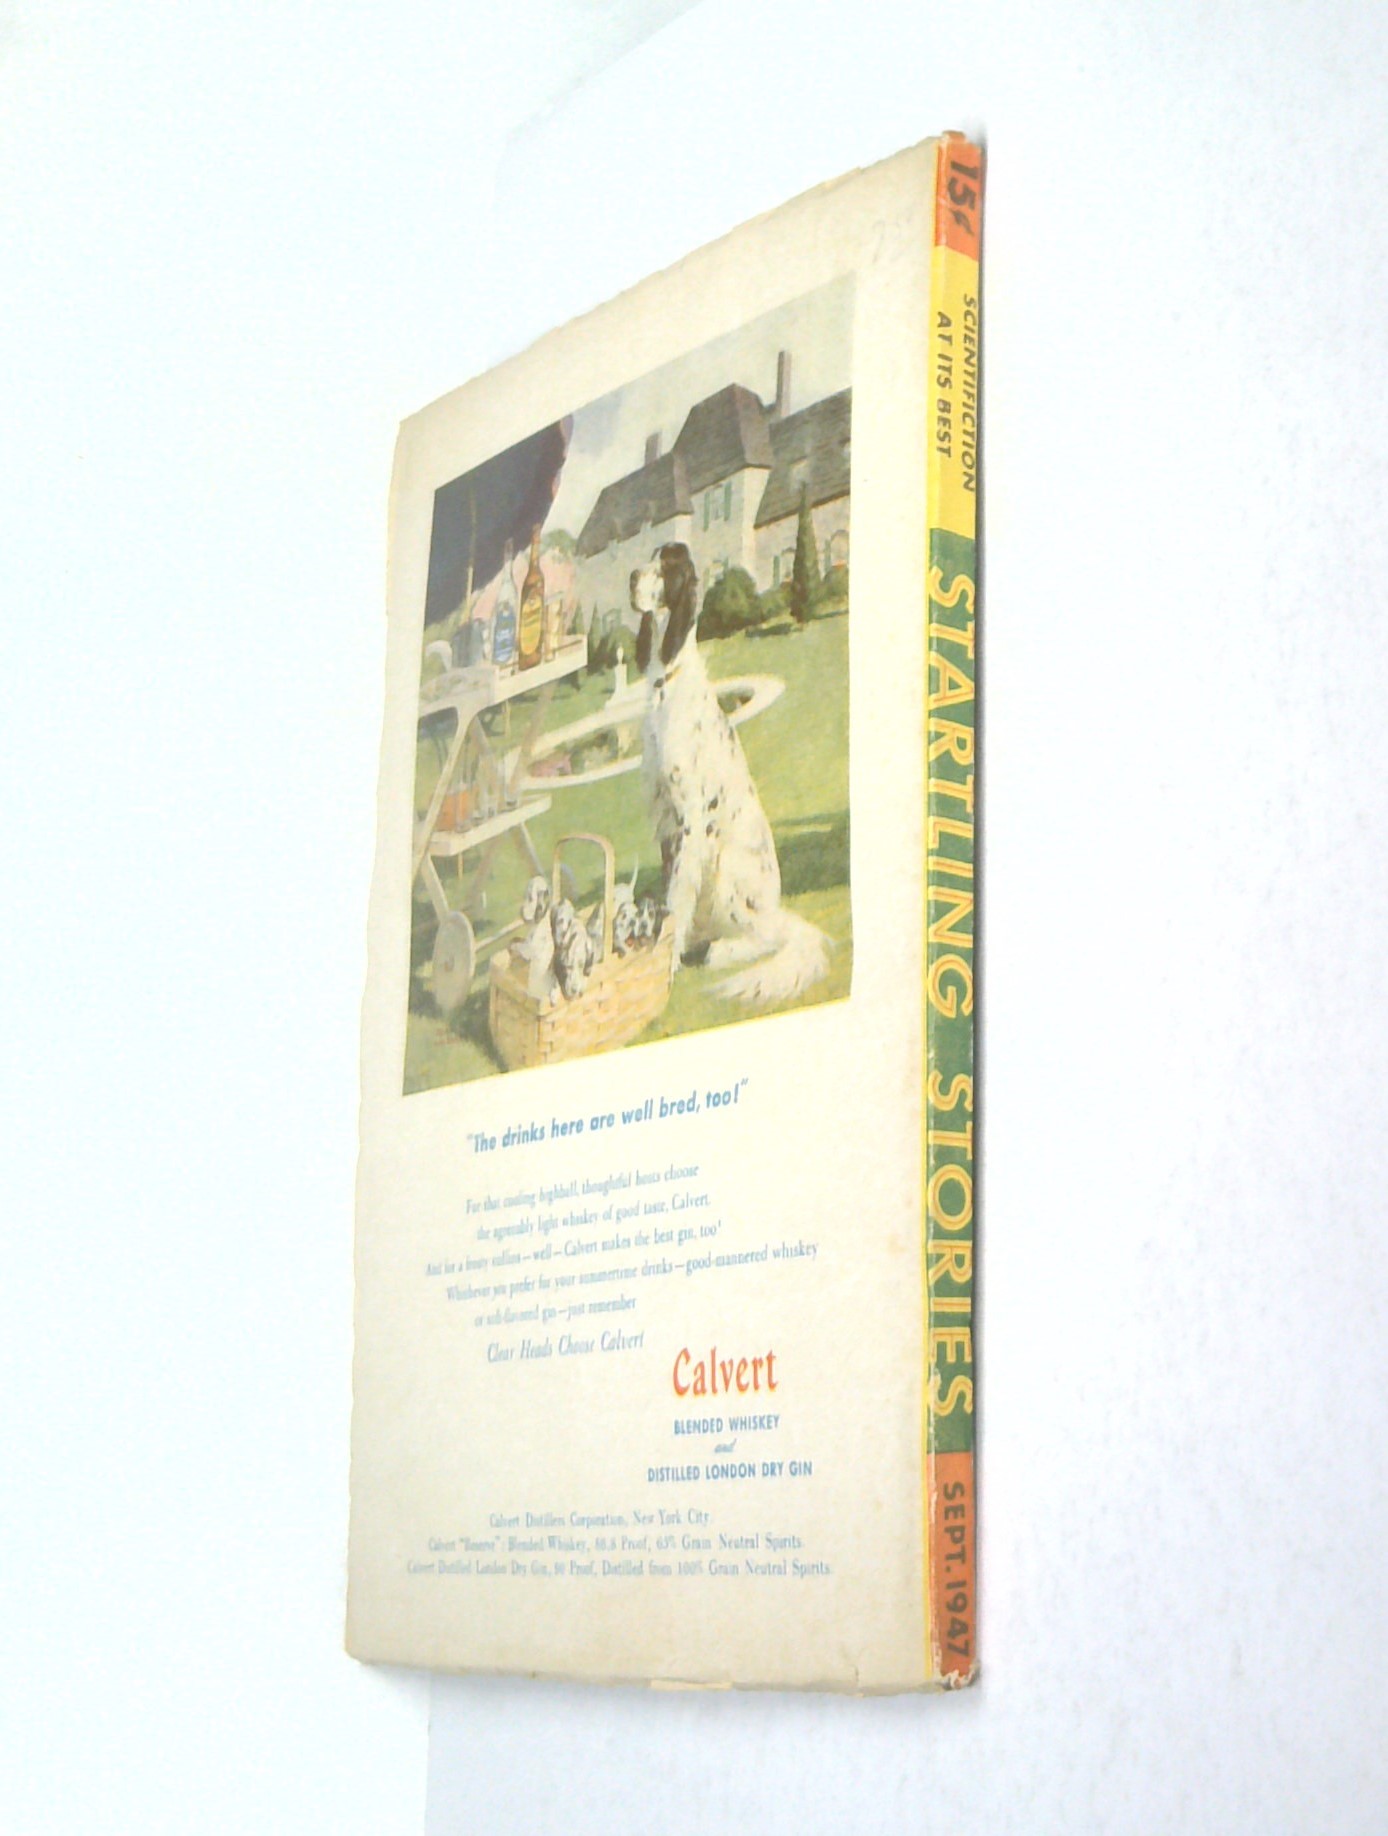 15¢
SCIENTIFICTION
AT ITS BEST
STARTLING STORIES
SEPT. 1947
"The drinks here are well bred, too!"
For that cooling highball, thoughtful hosts choose
the agreeably light whiskey of good taste, Calvert.
And for a frosty collins—well—Calvert makes the best gin, too!
Whichever you prefer for your summertime drinks—good-mannered whiskey
or soft-flavored gin—just remember
Clear Heads Choose Calvert
Calvert
BLENDED WHISKEY
and
DISTILLED LONDON DRY GIN
Calvert Distillers Corporation, New York City.
Calvert "Reserve" Blended Whiskey, 86.8 Proof, 65% Grain Neutral Spirits.
Calvert Distilled London Dry Gin, 90 Proof, Distilled from 100% Grain Neutral Spirits.